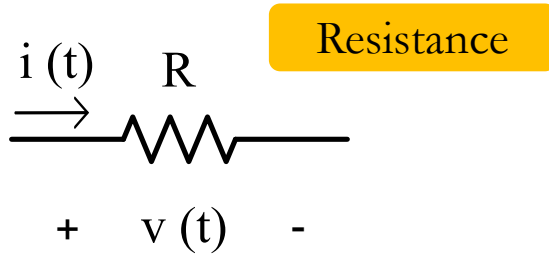 Resistance
i (t)
R
+ v (t) -